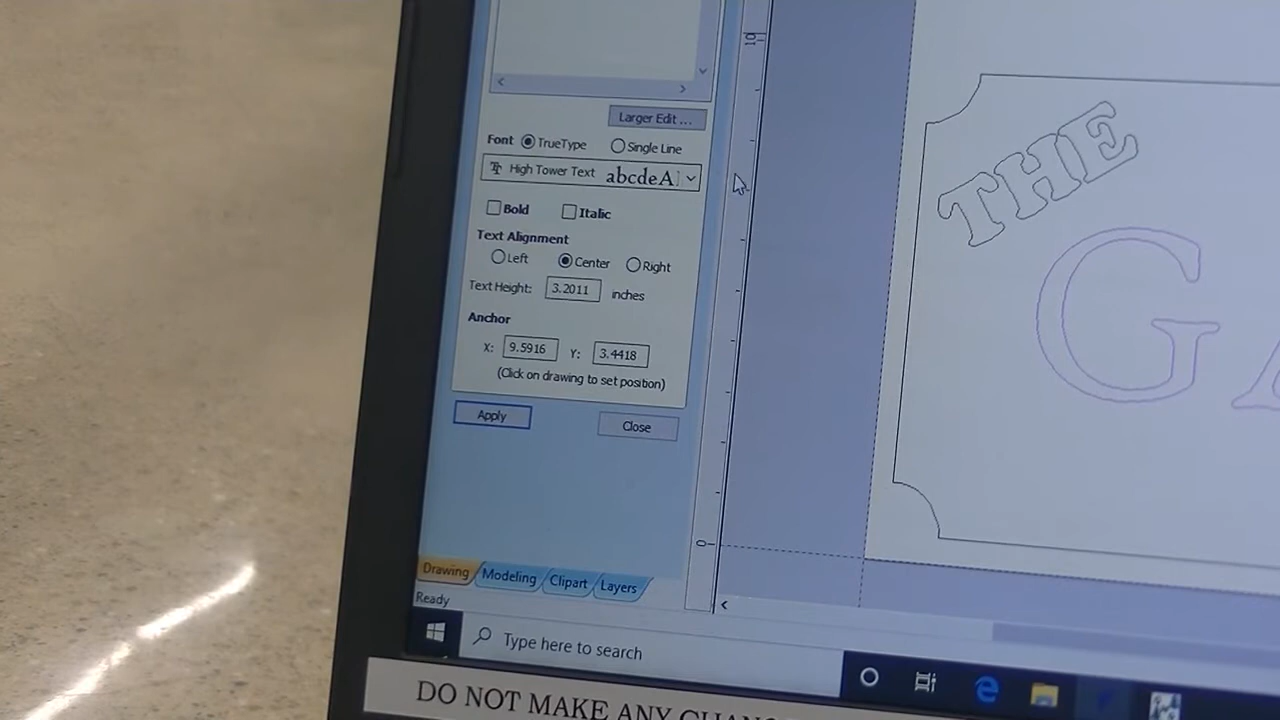 10
Larger Edit ...
Font TrueType Single Line
High Tower Text abcdeA
Bold Italic
Text Alignment
Left Center Right
Text Height: 3.2011 inches
Anchor
X: 9.5916 Y: 3.4418
(Click on drawing to set position)
Apply Close
THE
G
0
Drawing Modeling Clipart Layers
Ready
Type here to search
DO NOT MAKE ANY